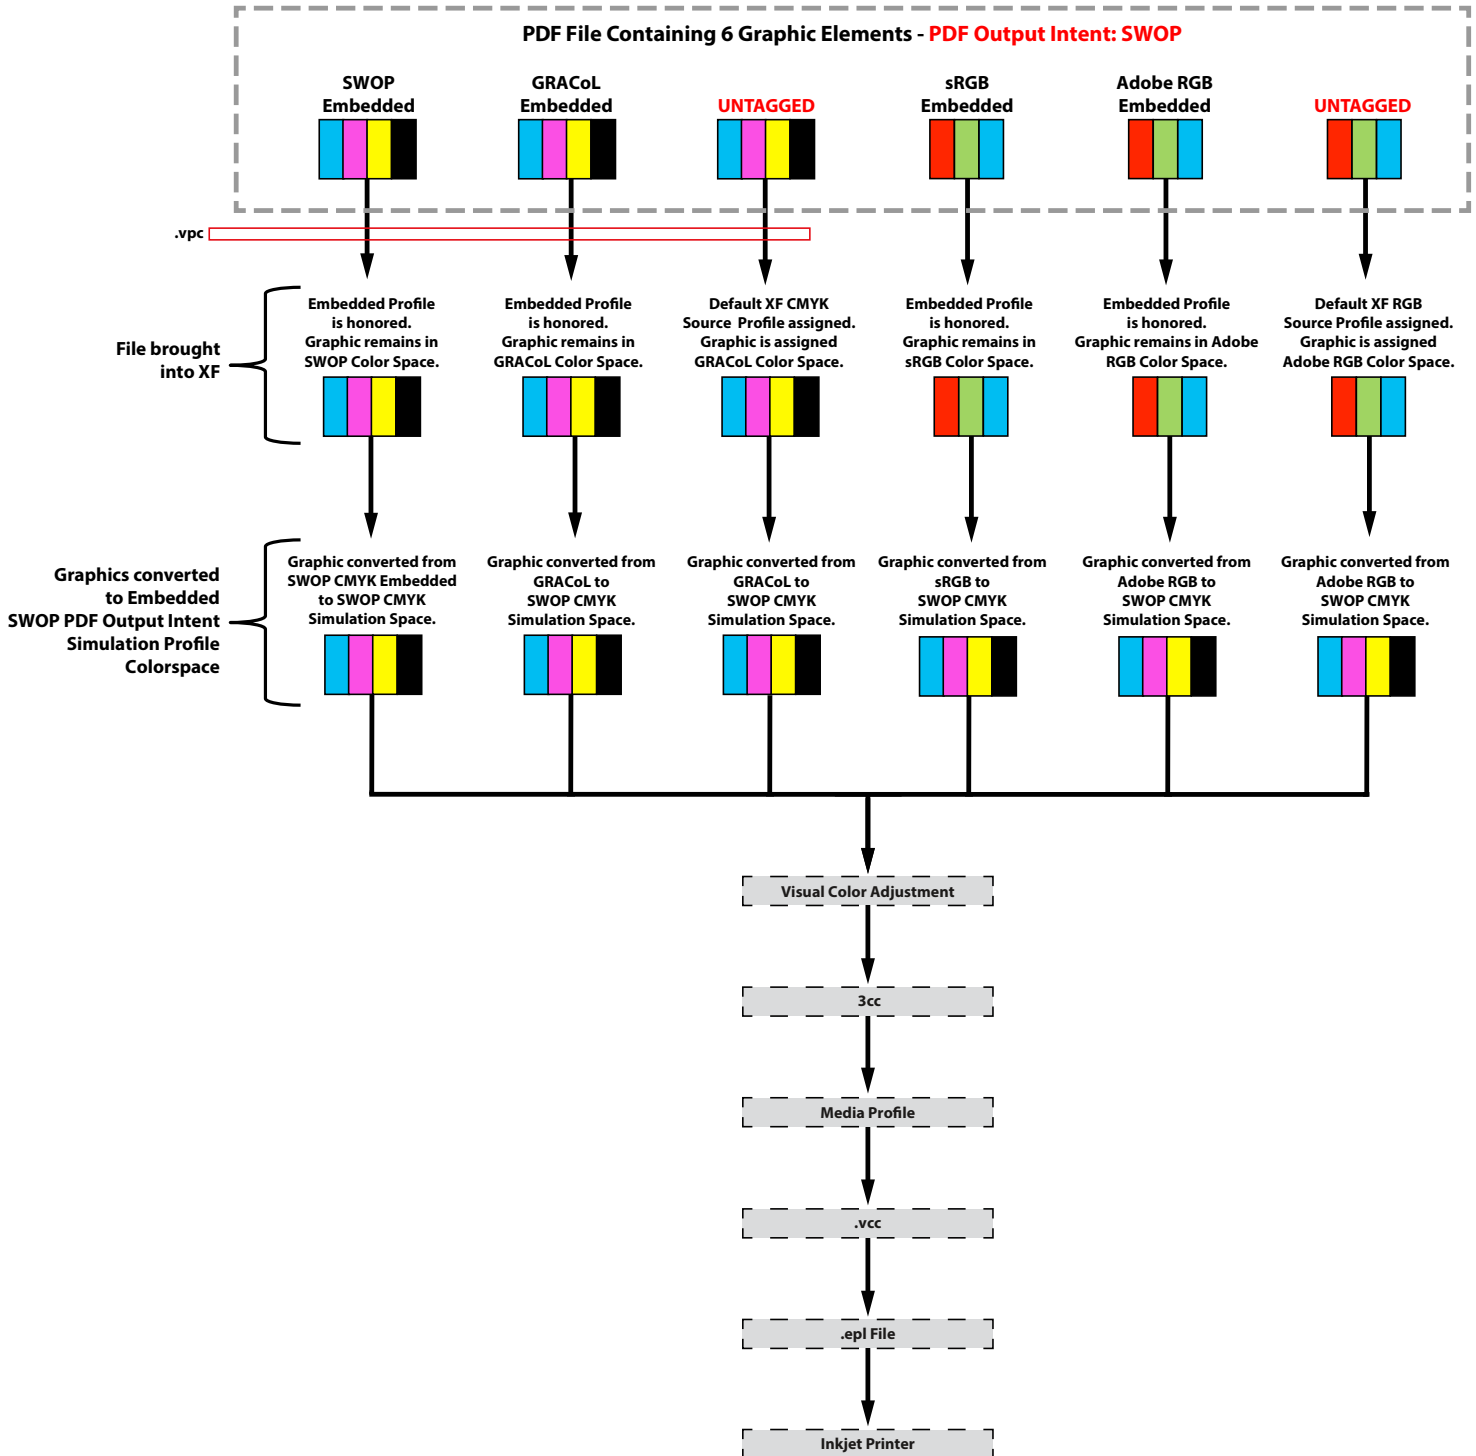 PDF File Containing 6 Graphic Elements - PDF Output Intent: SWOP
SWOP
Embedded
GRACoL
Embedded
UNTAGGED
sRGB
Embedded
Adobe RGB
Embedded
UNTAGGED
.vpc
File brought
into XF
Embedded Profile
is honored.
Graphic remains in
SWOP Color Space.
Embedded Profile
is honored.
Graphic remains in
GRACoL Color Space.
Default XF CMYK
Source Profile assigned.
Graphic is assigned
GRACoL Color Space.
Embedded Profile
is honored.
Graphic remains in
sRGB Color Space.
Embedded Profile
is honored.
Graphic remains in Adobe
RGB Color Space.
Default XF RGB
Source Profile assigned.
Graphic is assigned
Adobe RGB Color Space.
Graphics converted
to Embedded
SWOP PDF Output Intent
Simulation Profile
Colorspace
Graphic converted from
SWOP CMYK Embedded
to SWOP CMYK
Simulation Space.
Graphic converted from
GRACoL to
SWOP CMYK
Simulation Space.
Graphic converted from
GRACoL to
SWOP CMYK
Simulation Space.
Graphic converted from
sRGB to
SWOP CMYK
Simulation Space.
Graphic converted from
Adobe RGB to
SWOP CMYK
Simulation Space.
Graphic converted from
Adobe RGB to
SWOP CMYK
Simulation Space.
Visual Color Adjustment
3cc
Media Profile
.vcc
.epl File
Inkjet Printer